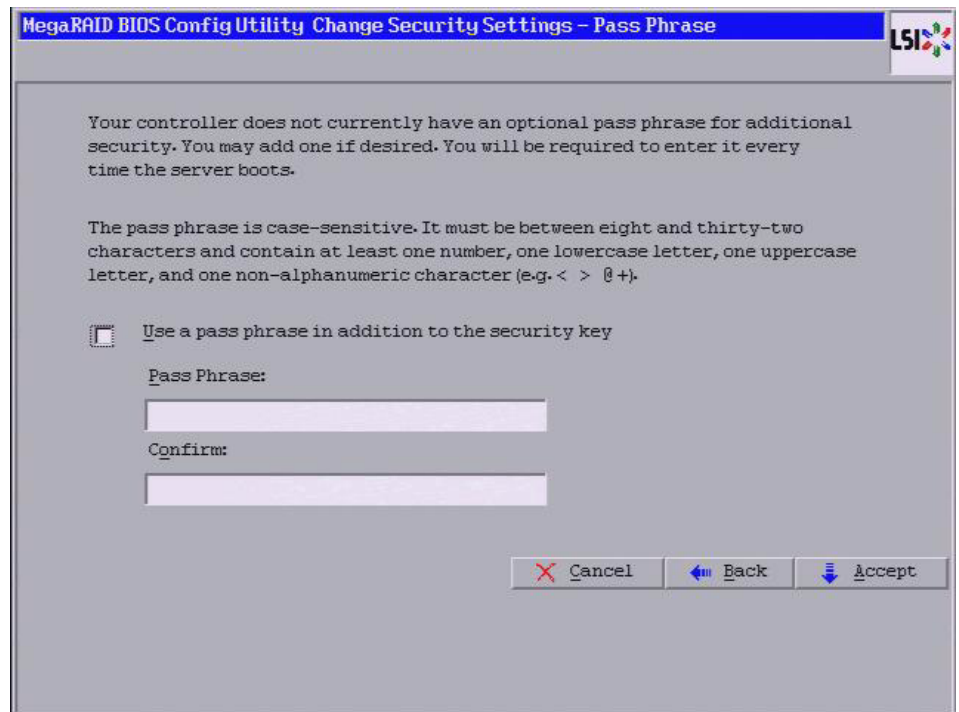 MegaRAID BIOS Config Utility Change Security Settings - Pass Phrase
LSI
Your controller does not currently have an optional pass phrase for additional
security. You may add one if desired. You will be required to enter it every
time the server boots.
The pass phrase is case-sensitive. It must be between eight and thirty-two
characters and contain at least one number, one lowercase letter, one uppercase
letter, and one non-alphanumeric character (e.g. < > @ +).
Use a pass phrase in addition to the security key
Pass Phrase:
Confirm:
Cancel Back Accept